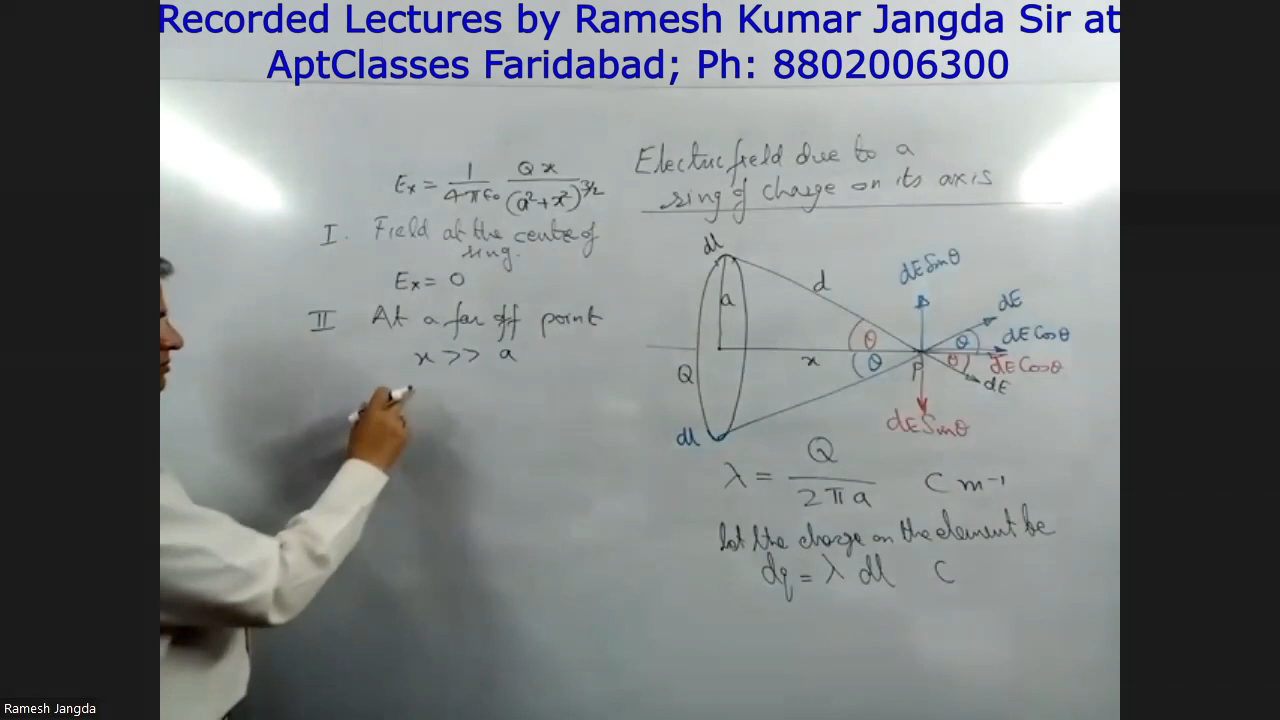 Recorded Lectures by Ramesh Kumar Jangda Sir at
AptClasses Faridabad; Ph: 8802006300
Electric field due to a
ring of charge on its axis
Ex = 1/4πε₀ Qx/(a²+x²)^3/2
I. Field at the centre of
ring.
Ex = 0
II At a far off point
x >> a
dl
a
d
Q
x
θ
θ
P
dl
dE Sinθ
dE
θ
dE Cosθ
θ
dE Cosθ
dE
dE Sinθ
λ = Q/2πa C m-1
let the charge on the element be
dq = λ dl C
Ramesh Jangda